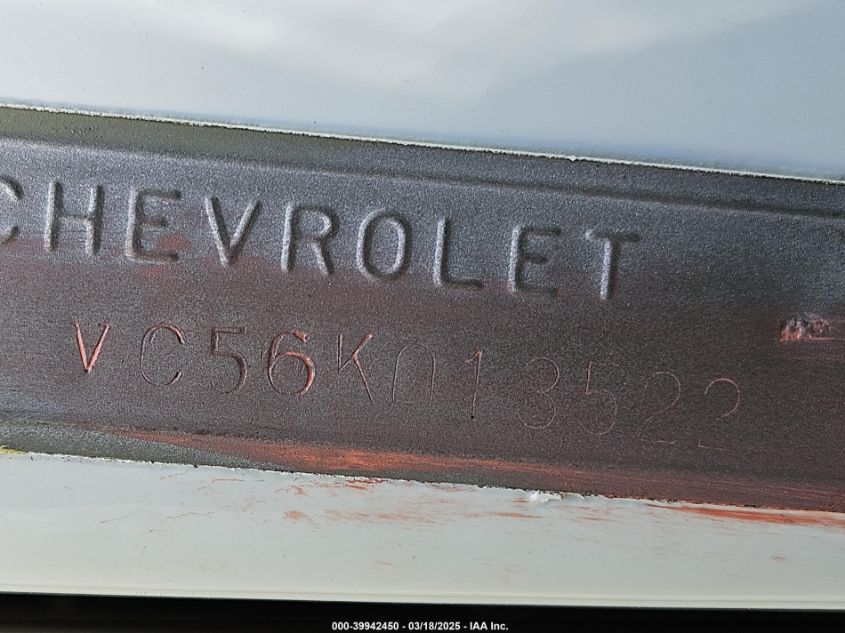 CHEVROLET
VC56K013522
000-39942450 - 03/18/2025 - IAA Inc.